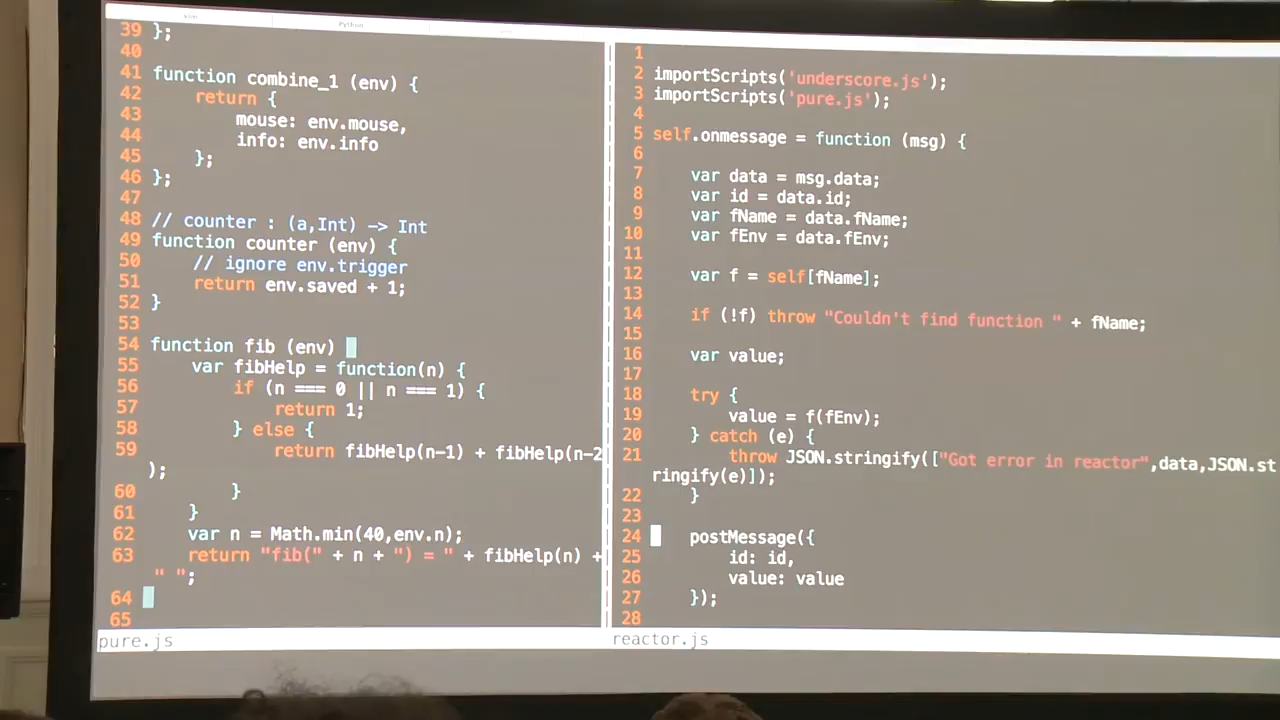 vim
Python
39 };
40
41 function combine_1 (env) {
42     return {
43         mouse: env.mouse,
44         info: env.info
45     };
46 };
47
48 // counter : (a,Int) -> Int
49 function counter (env) {
50     // ignore env.trigger
51     return env.saved + 1;
52 }
53
54 function fib (env)
55     var fibHelp = function(n) {
56         if (n === 0 || n === 1) {
57             return 1;
58         } else {
59             return fibHelp(n-1) + fibHelp(n-2
);
60         }
61     }
62     var n = Math.min(40,env.n);
63     return "fib(" + n + ") = " + fibHelp(n) +
" ";
64
65
pure.js
1
2 importScripts('underscore.js');
3 importScripts('pure.js');
4
5 self.onmessage = function (msg) {
6
7     var data = msg.data;
8     var id = data.id;
9     var fName = data.fName;
10     var fEnv = data.fEnv;
11
12     var f = self[fName];
13
14     if (!f) throw "Couldn't find function " + fName;
15
16     var value;
17
18     try {
19         value = f(fEnv);
20     } catch (e) {
21         throw JSON.stringify(["Got error in reactor",data,JSON.st
ringify(e)]);
22     }
23
24     postMessage({
25         id: id,
26         value: value
27     });
28
reactor.js